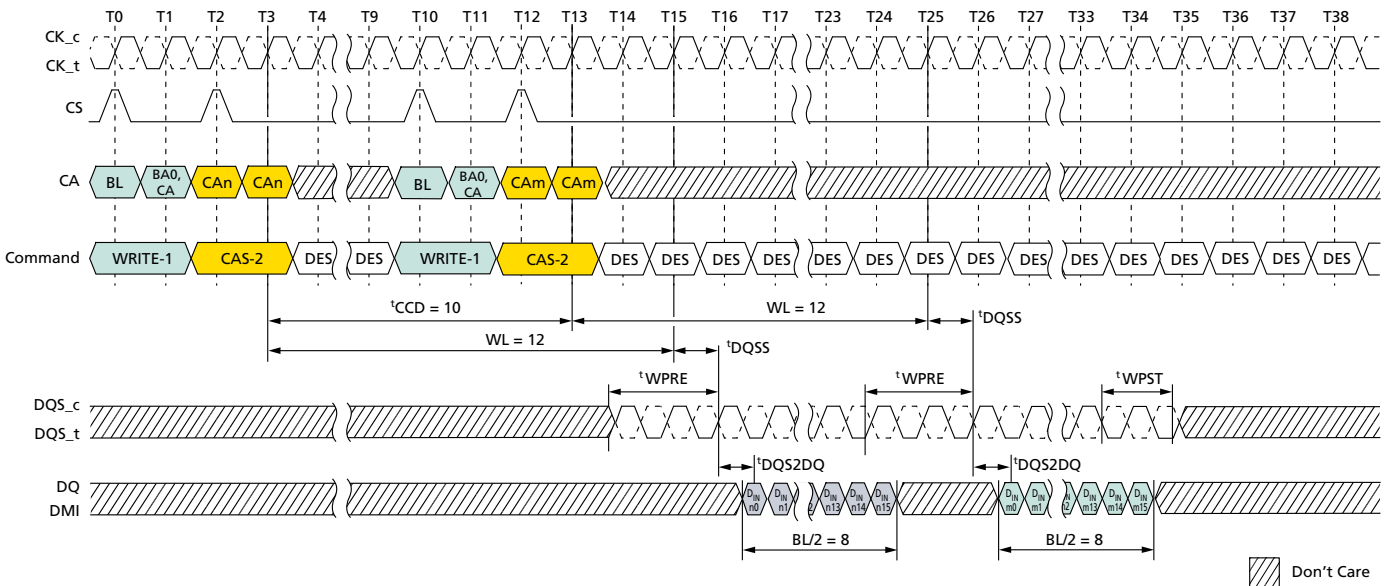 T0 T1 T2 T3 T4 T9 T10 T11 T12 T13 T14 T15 T16 T17 T23 T24 T25 T26 T27 T33 T34 T35 T36 T37 T38
CK_c
CK_t
CS
CA BL BA0, CA CAn CAn BL BA0, CA CAm CAm
Command WRITE-1 CAS-2 DES DES WRITE-1 CAS-2 DES DES DES DES DES DES DES DES DES DES DES DES DES DES DES
tCCD = 10 WL = 12 tDQSS
WL = 12 tDQSS
tWPRE tWPRE tWPST
DQS_c
DQS_t
tDQS2DQ tDQS2DQ
DQ
DMI
DIN n0 DIN n1 DIN n13 DIN n14 DIN n15 DIN m0 DIN m1 DIN m13 DIN m14 DIN m15
BL/2 = 8 BL/2 = 8
Don't Care